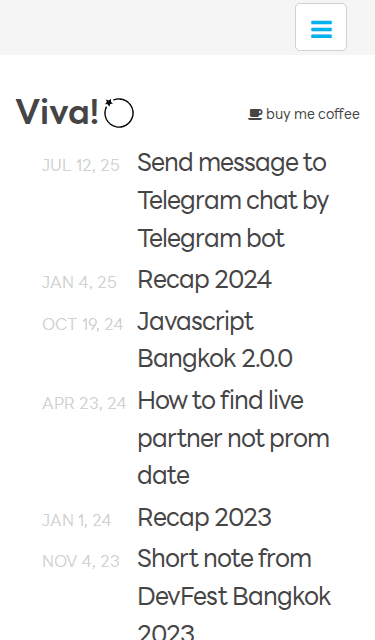 Viva!
buy me coffee
JUL 12, 25 Send message to
Telegram chat by
Telegram bot
JAN 4, 25 Recap 2024
OCT 19, 24 Javascript
Bangkok 2.0.0
APR 23, 24 How to find live
partner not prom
date
JAN 1, 24 Recap 2023
NOV 4, 23 Short note from
DevFest Bangkok
2023